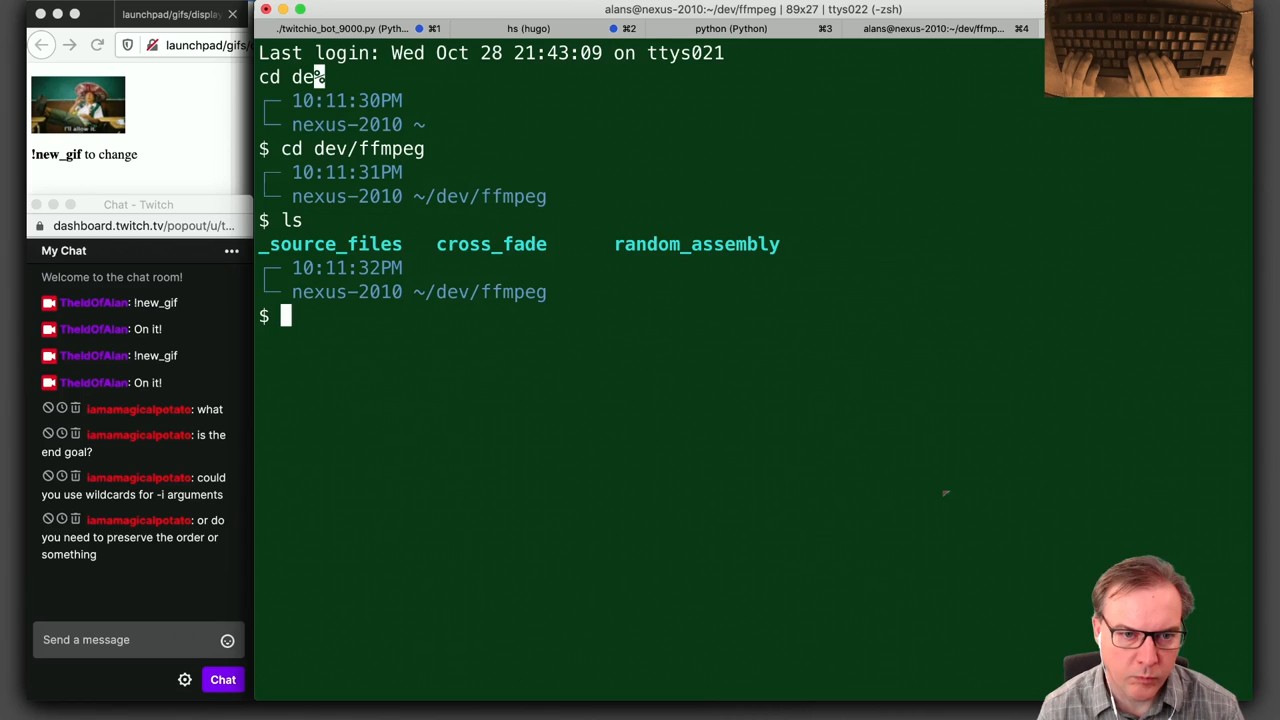 launchpad/gifs/display
launchpad/gifs/
I'll allow it.
!new_gif to change
Chat - Twitch
dashboard.twitch.tv/popout/u/t...
My Chat
Welcome to the chat room!
TheIdOfAlan: !new_gif
TheIdOfAlan: On it!
TheIdOfAlan: !new_gif
TheIdOfAlan: On it!
iamamagicalpotato: what
iamamagicalpotato: is the
end goal?
iamamagicalpotato: could
you use wildcards for -i arguments
iamamagicalpotato: or do
you need to preserve the order or
something
Send a message
Chat
alans@nexus-2010:~/dev/ffmpeg | 89x27 | ttys022 (-zsh)
./twitchio_bot_9000.py (Pyth... ⌘1
hs (hugo) ⌘2
python (Python) ⌘3
alans@nexus-2010:~/dev/ffmp... ⌘4
Last login: Wed Oct 28 21:43:09 on ttys021
cd de%
10:11:30PM
nexus-2010 ~
$ cd dev/ffmpeg
10:11:31PM
nexus-2010 ~/dev/ffmpeg
$ ls
_source_files cross_fade random_assembly
10:11:32PM
nexus-2010 ~/dev/ffmpeg
$